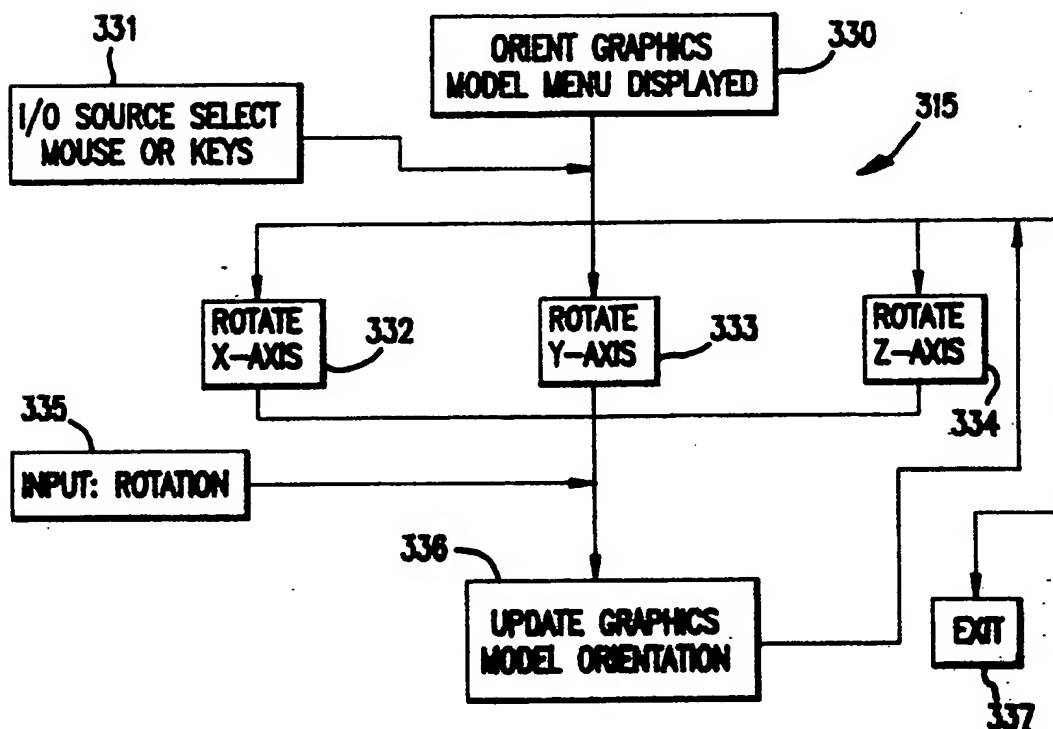 331
I/O SOURCE SELECT
MOUSE OR KEYS
ORIENT GRAPHICS
MODEL MENU DISPLAYED
330
315
ROTATE
X-AXIS
332
ROTATE
Y-AXIS
333
ROTATE
Z-AXIS
334
335
INPUT: ROTATION
336
UPDATE GRAPHICS
MODEL ORIENTATION
EXIT
337